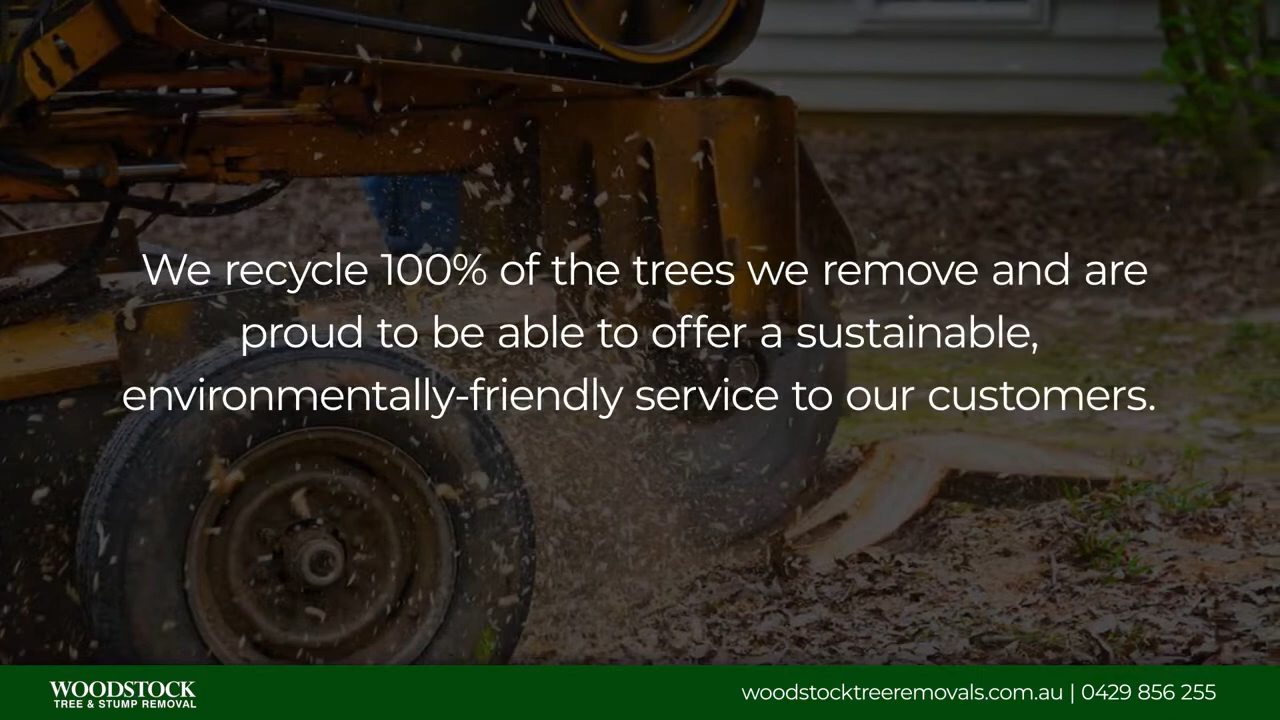 We recycle 100% of the trees we remove and are
proud to be able to offer a sustainable,
environmentally-friendly service to our customers.
WOODSTOCK
TREE & STUMP REMOVAL
woodstocktreeremovals.com.au | 0429 856 255